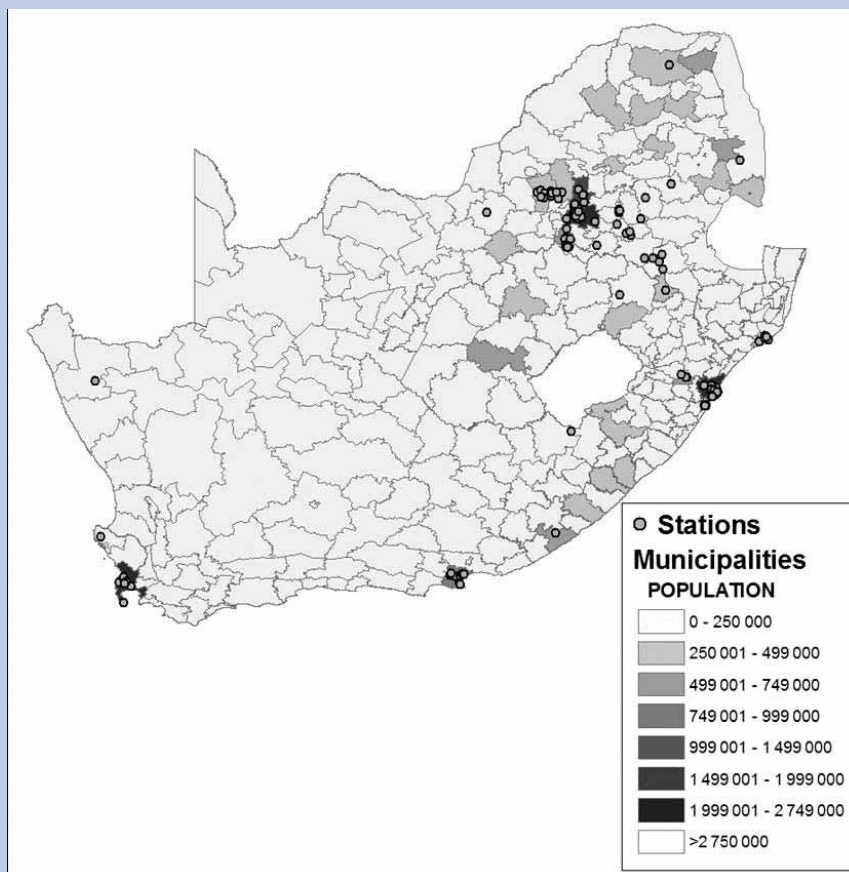 Stations
Municipalities
POPULATION
0 - 250 000
250 001 - 499 000
499 001 - 749 000
749 001 - 999 000
999 001 - 1 499 000
1 499 001 - 1 999 000
1 999 001 - 2 749 000
>2 750 000